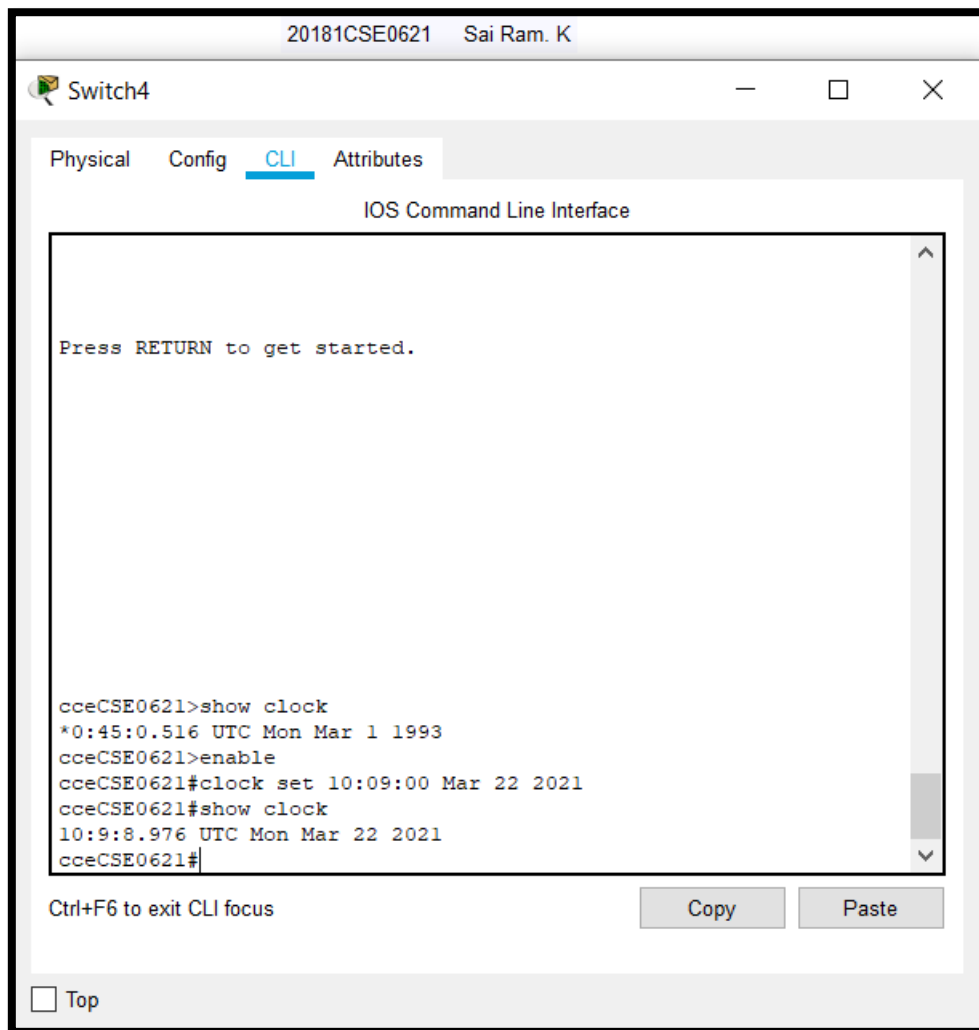 20181CSE0621 Sai Ram. K
Switch4
Physical Config CLI Attributes
IOS Command Line Interface
Press RETURN to get started.
cceCSE0621>show clock
*0:45:0.516 UTC Mon Mar 1 1993
cceCSE0621>enable
cceCSE0621#clock set 10:09:00 Mar 22 2021
cceCSE0621#show clock
10:9:8.976 UTC Mon Mar 22 2021
cceCSE0621#
Ctrl+F6 to exit CLI focus
Copy Paste
Top